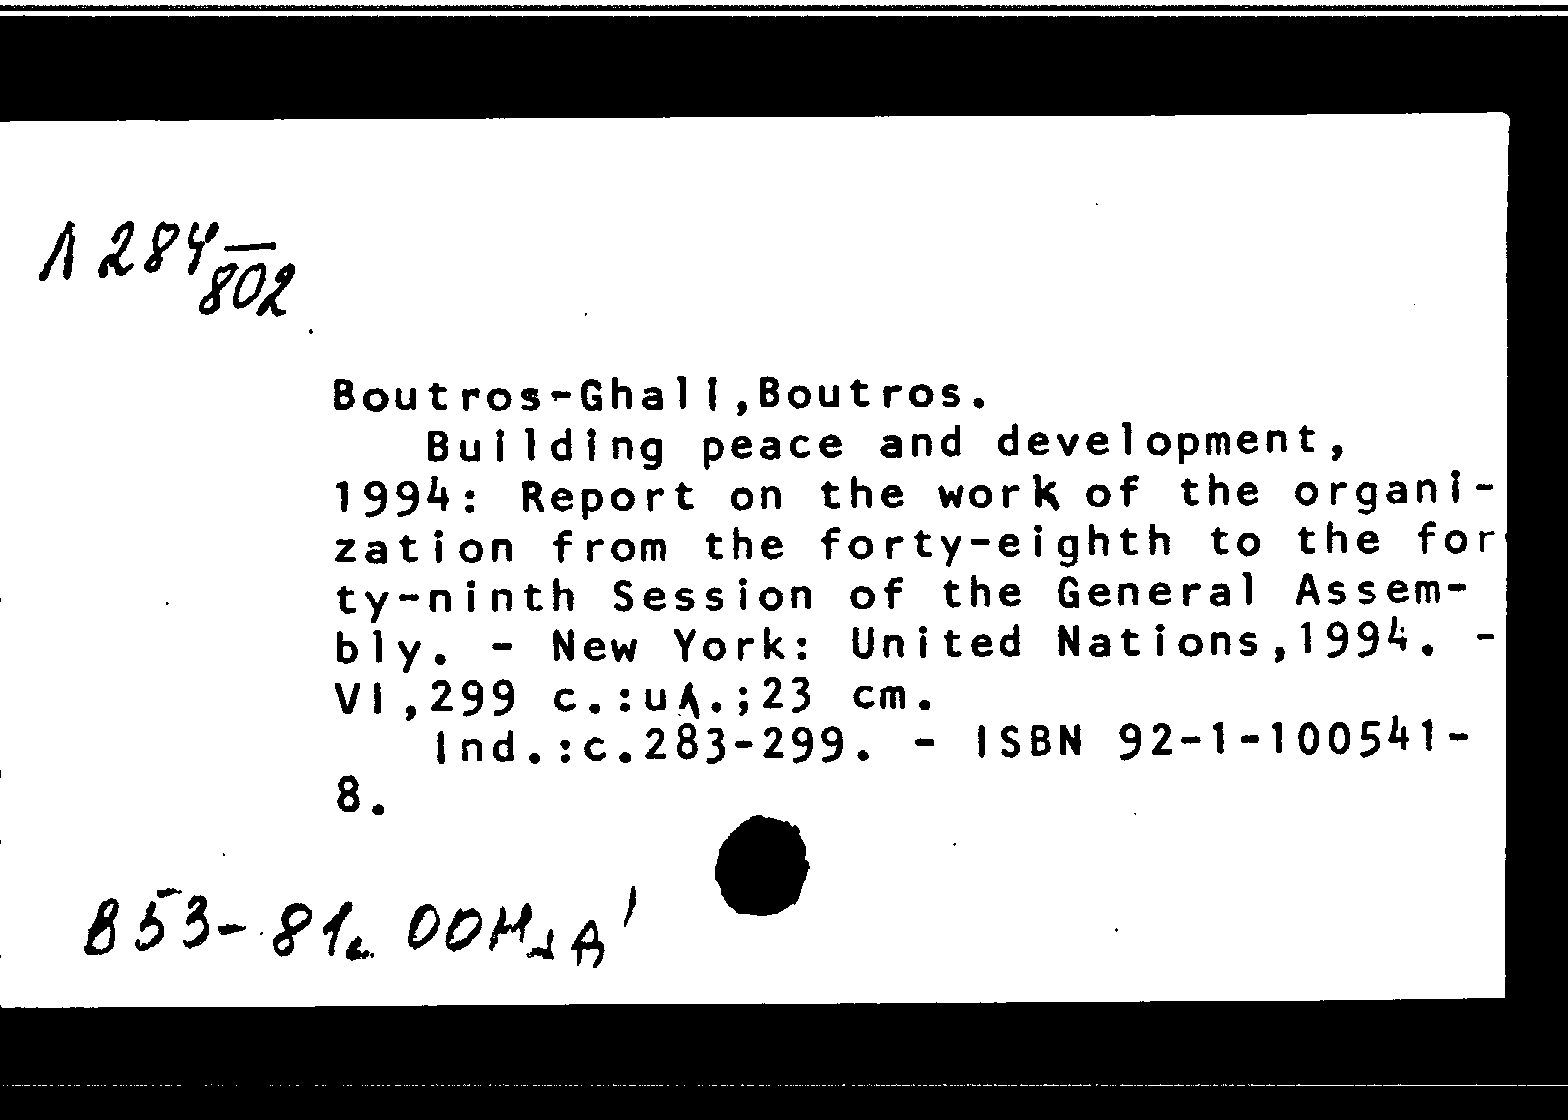 Л 284
802
Boutros-Ghali,Boutros.
Building peace and development,
1994: Report on the work of the organi-
zation from the forty-eighth to the for
ty-ninth Session of the General Assem-
bly. - New York: United Nations,1994. -
VI,299 c.:ил.;23 cm.
Ind.:c.283-299. - ISBN 92-1-100541-
8.
В53-81с ООН